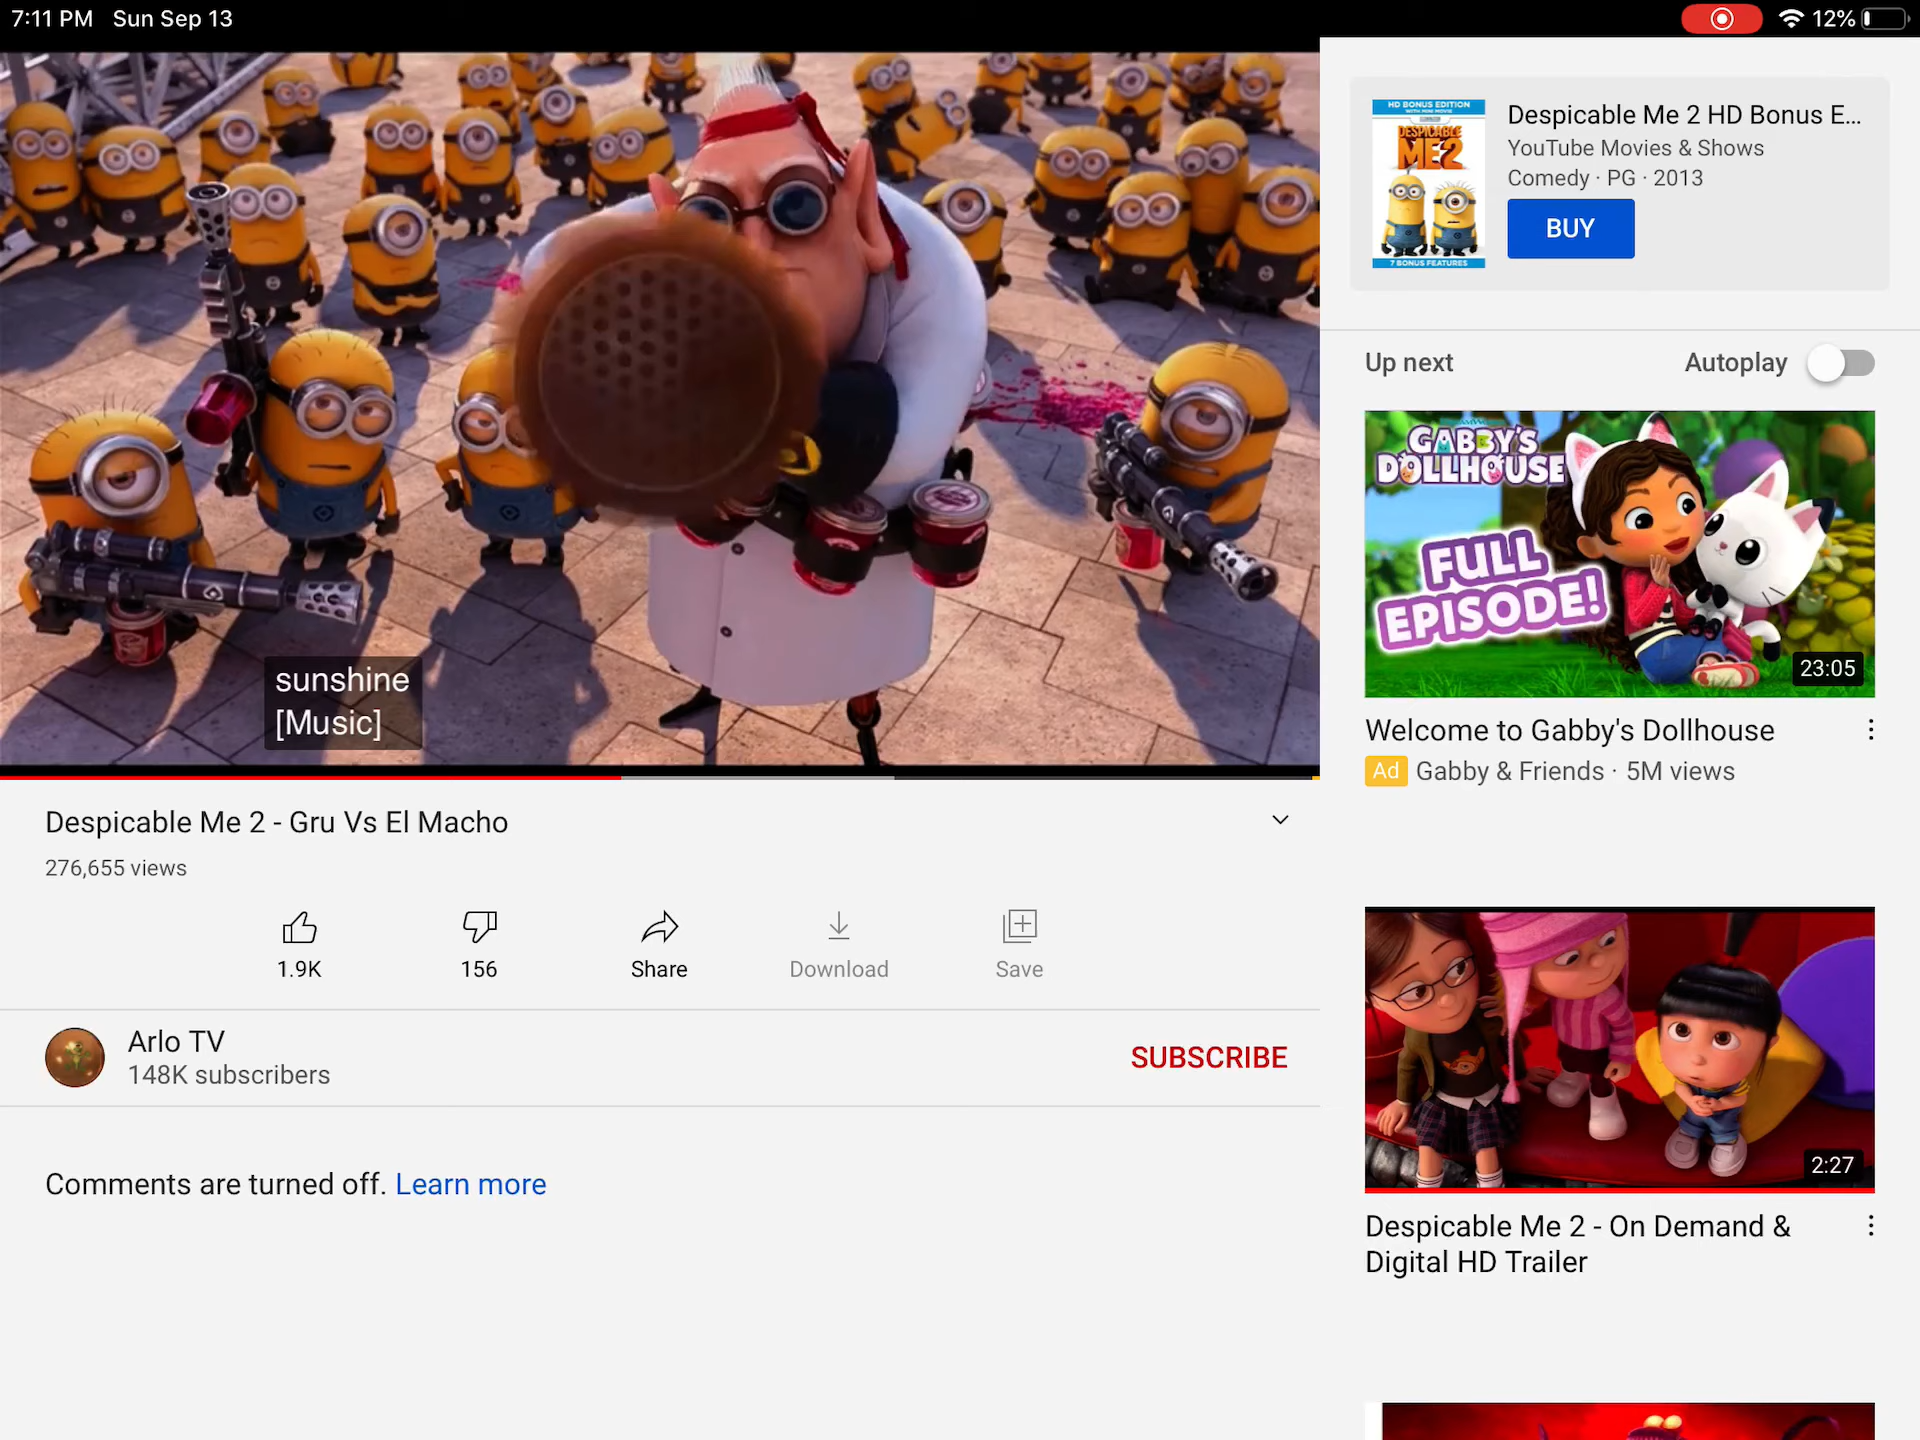 7:11 PM Sun Sep 13
12%
sunshine
[Music]
Despicable Me 2 - Gru Vs El Macho
276,655 views
1.9K
156
Share
Download
Save
Arlo TV
148K subscribers
SUBSCRIBE
Comments are turned off. Learn more
HD BONUS EDITION
WITH MINI MOVIE
DESPICABLE
ME2
7 BONUS FEATURES
Despicable Me 2 HD Bonus E...
YouTube Movies & Shows
Comedy · PG · 2013
BUY
Up next
Autoplay
GABBY'S
DOLLHOUSE
FULL
EPISODE!
23:05
Welcome to Gabby's Dollhouse
Ad Gabby & Friends · 5M views
2:27
Despicable Me 2 - On Demand &
Digital HD Trailer